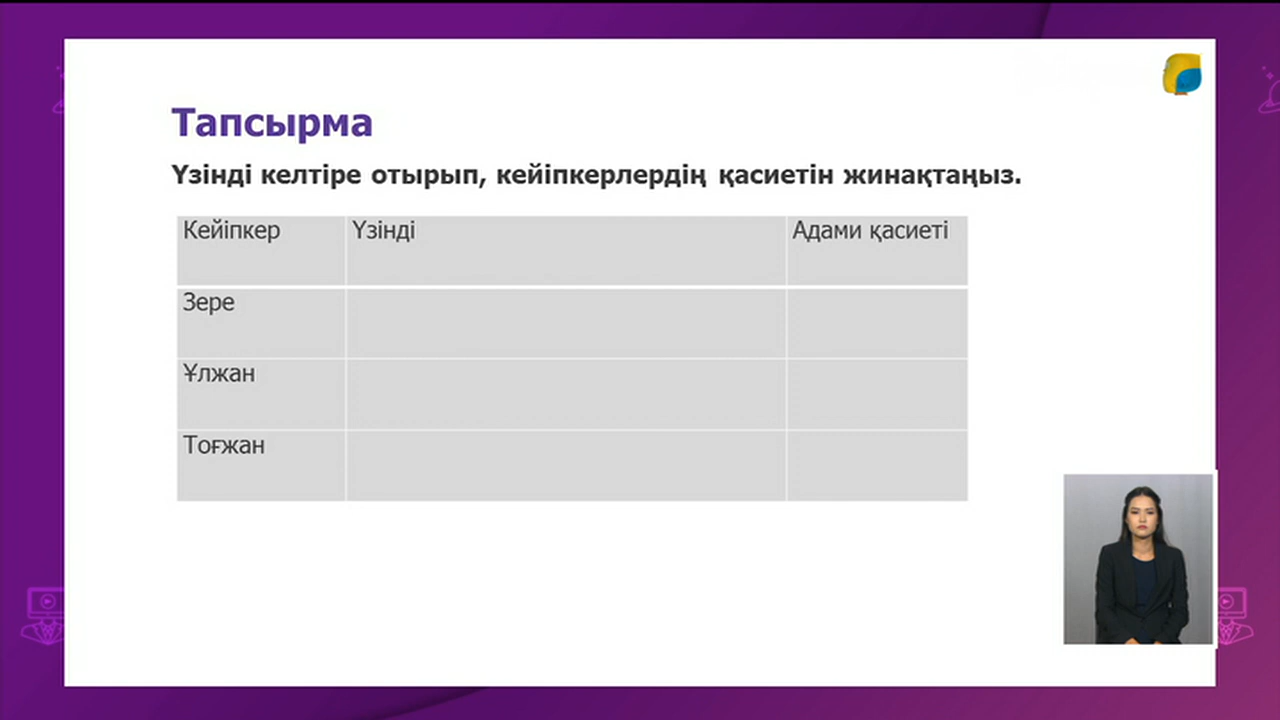 Тапсырма
Үзінді келтіре отырып, кейіпкерлердің қасиетін жинақтаңыз.
Кейіпкер Үзінді Адами қасиеті
Зере
Ұлжан
Тоғжан